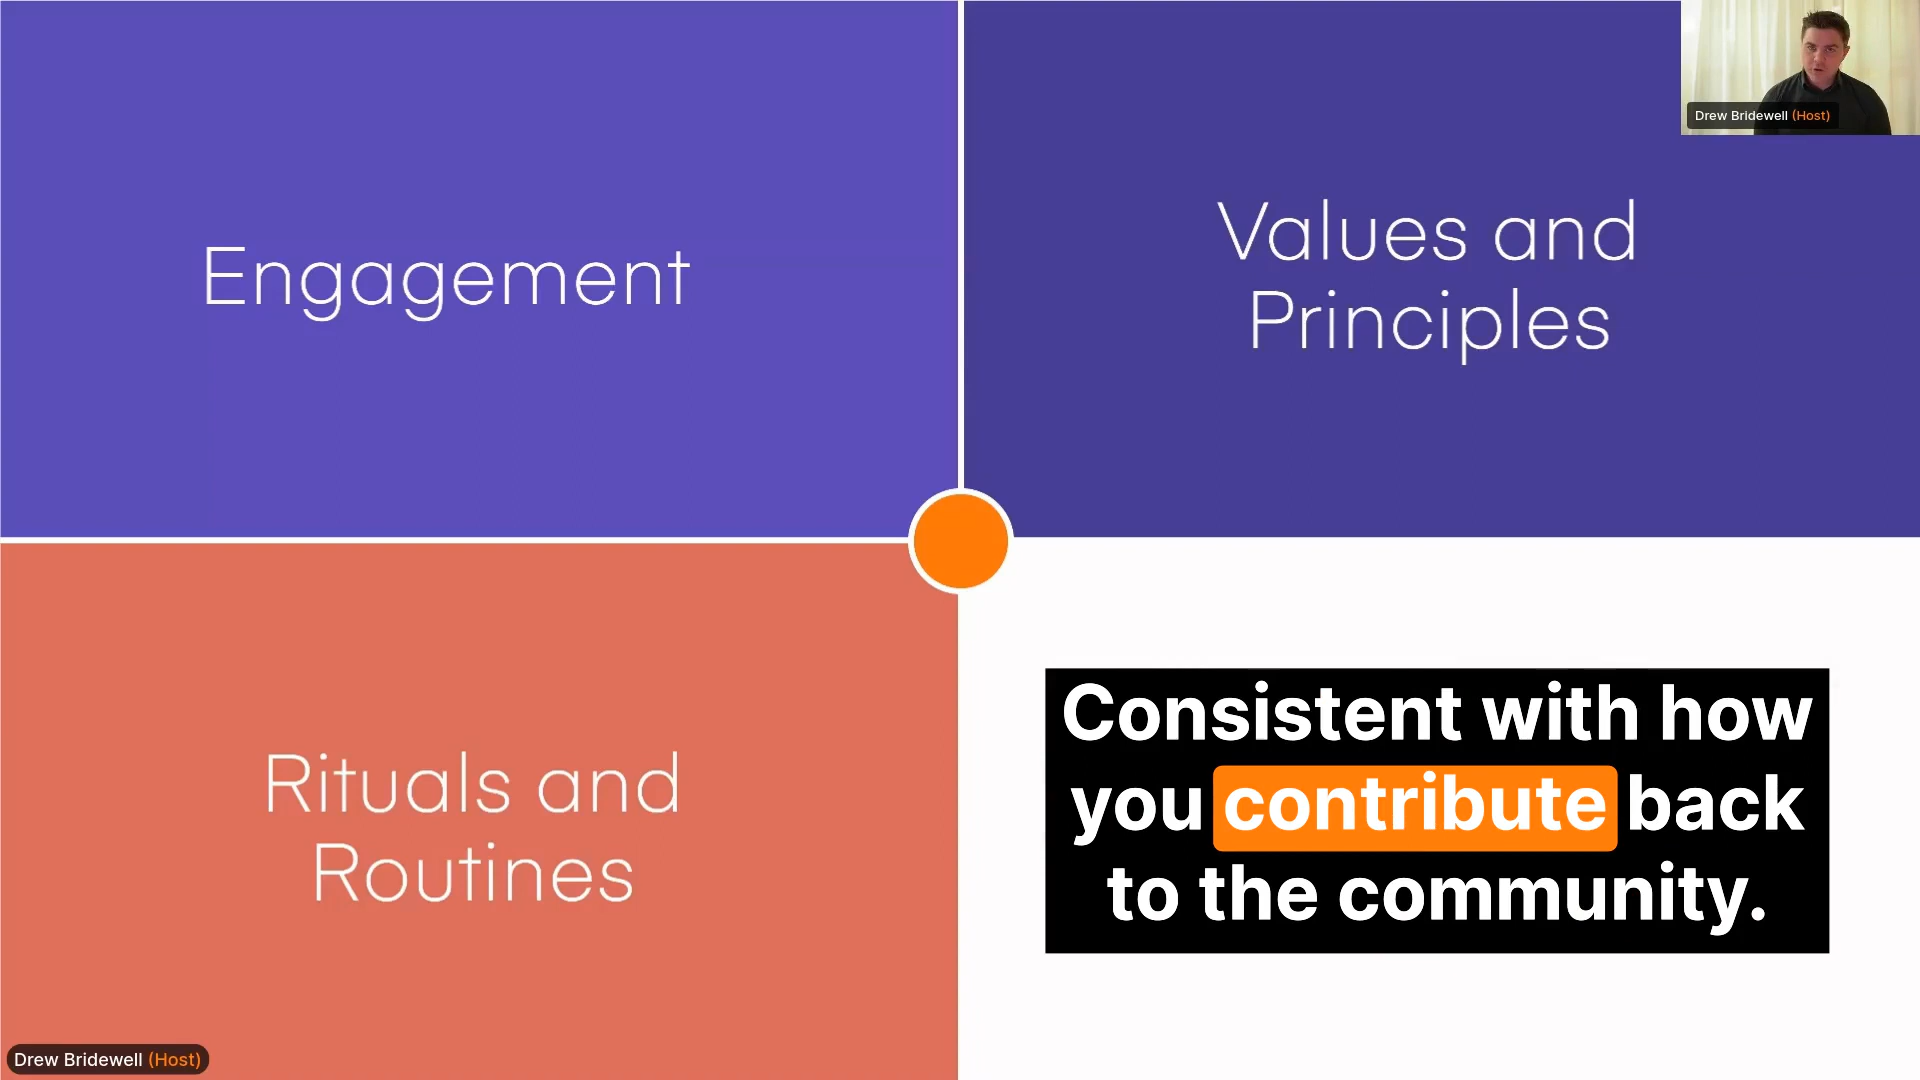 Engagement
Values and
Principles
Drew Bridewell (Host)
Rituals and
Routines
Consistent with how
you contribute back
to the community.
Drew Bridewell (Host)